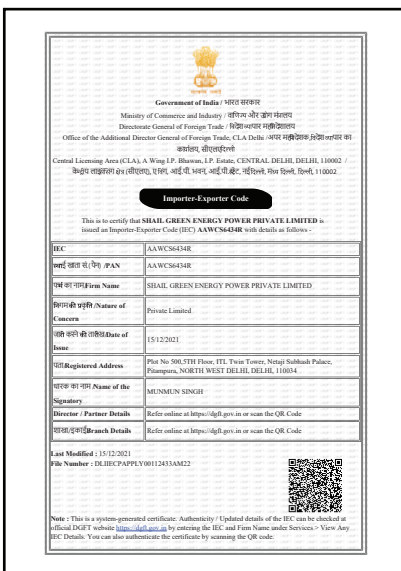 Government of India / भारत सरकार
Ministry of Commerce and Industry / वाणिज्य और उद्योग मंत्रालय
Directorate General of Foreign Trade / विदेश व्यापार महानिदेशालय
Office of the Additional Director General of Foreign Trade, CLA Delhi / अपर महानिदेशक, विदेश व्यापार का
कार्यालय, सीएलए दिल्ली
Central Licensing Area (CLA), A Wing I.P. Bhawan, I.P. Estate, CENTRAL DELHI, DELHI, 110002 /
केंद्रीय लाइसेंसिंग क्षेत्र (सीएलए), ए विंग, आई.पी. भवन, आई.पी. इस्टेट, नई दिल्ली, मध्य दिल्ली, दिल्ली, 110002
Importer-Exporter Code
This is to certify that SHAIL GREEN ENERGY POWER PRIVATE LIMITED is
issued an Importer-Exporter Code (IEC) AAWCS6434R with details as follows -
IEC AAWCS6434R
स्थाई खाता सं. (पैन) /PAN AAWCS6434R
फर्म का नाम/Firm Name SHAIL GREEN ENERGY POWER PRIVATE LIMITED
निगम की प्रकृति /Nature of
Concern Private Limited
जारी करने की तारीख/Date of
Issue 15/12/2021
पता/Registered Address Plot No 500,5TH Floor, ITL Twin Tower, Netaji Subhash Palace,
Pitampura, NORTH WEST DELHI, DELHI, 110034
धारक का नाम/Name of the
Signatory MUNMUN SINGH
Director / Partner Details Refer online at https://dgft.gov.in or scan the QR Code
शाखा/इकाई/Branch Details Refer online at https://dgft.gov.in or scan the QR Code
Last Modified : 15/12/2021
File Number : DLIIECPAPPLY00112433AM22
Note : This is a system-generated certificate. Authenticity / Updated details of the IEC can be checked at
official DGFT website https://dgft.gov.in by entering the IEC and Firm Name under Services > View Any
IEC Details. You can also authenticate the certificate by scanning the QR code.